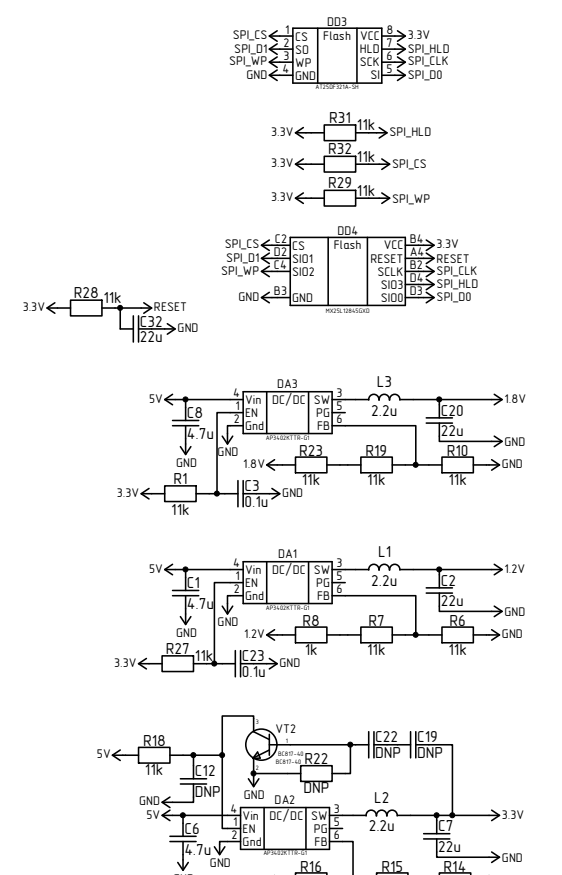 DD3
SPI_CS 1 CS Flash VCC 8 3.3V
SPI_D1 2 SO HLD 7 SPI_HLD
SPI_WP 3 WP SCK 6 SPI_CLK
GND 4 GND SI 5 SPI_D0
AT25DF321A-SH
R31
3.3V 11k SPI_HLD
R32
3.3V 11k SPI_CS
R29
3.3V 11k SPI_WP
DD4
SPI_CS C2 CS Flash VCC B4 3.3V
SPI_D1 D2 SIO1 RESET A4 RESET
SPI_WP C4 SIO2 SCLK B2 SPI_CLK
SIO3 D4 SPI_HLD
GND B3 GND SIO0 D3 SPI_D0
MX25L12845GXD
R28
3.3V 11k RESET
C32 GND
22u
DA3 L3
5V 4 Vin DC/DC SW 3 2.2u 1.8V
C8 1 EN PG 5 C20
4.7u 2 Gnd FB 6 22u
AP3402KTTR-G1
GND GND GND
R23 R19 R10
1.8V 11k 11k 11k GND
R1 C3
3.3V 11k 0.1u GND
DA1 L1
5V 4 Vin DC/DC SW 3 2.2u 1.2V
C1 1 EN PG 5 C2
4.7u 2 Gnd FB 6 22u
AP3402KTTR-G1
GND GND GND
R8 R7 R6
1.2V 1k 11k 11k GND
R27 C23
3.3V 11k 0.1u GND
3 VT2
R18 1 C22 C19
5V 11k BC817-40 DNP DNP
BC817-40
2 R22
C12 DNP
DNP GND
GND
DA2 L2
5V 4 Vin DC/DC SW 3 2.2u 3.3V
C6 1 EN PG 5 C7
4.7u 2 Gnd FB 6 22u
AP3402KTTR-G1
GND GND
R16 R15 R14